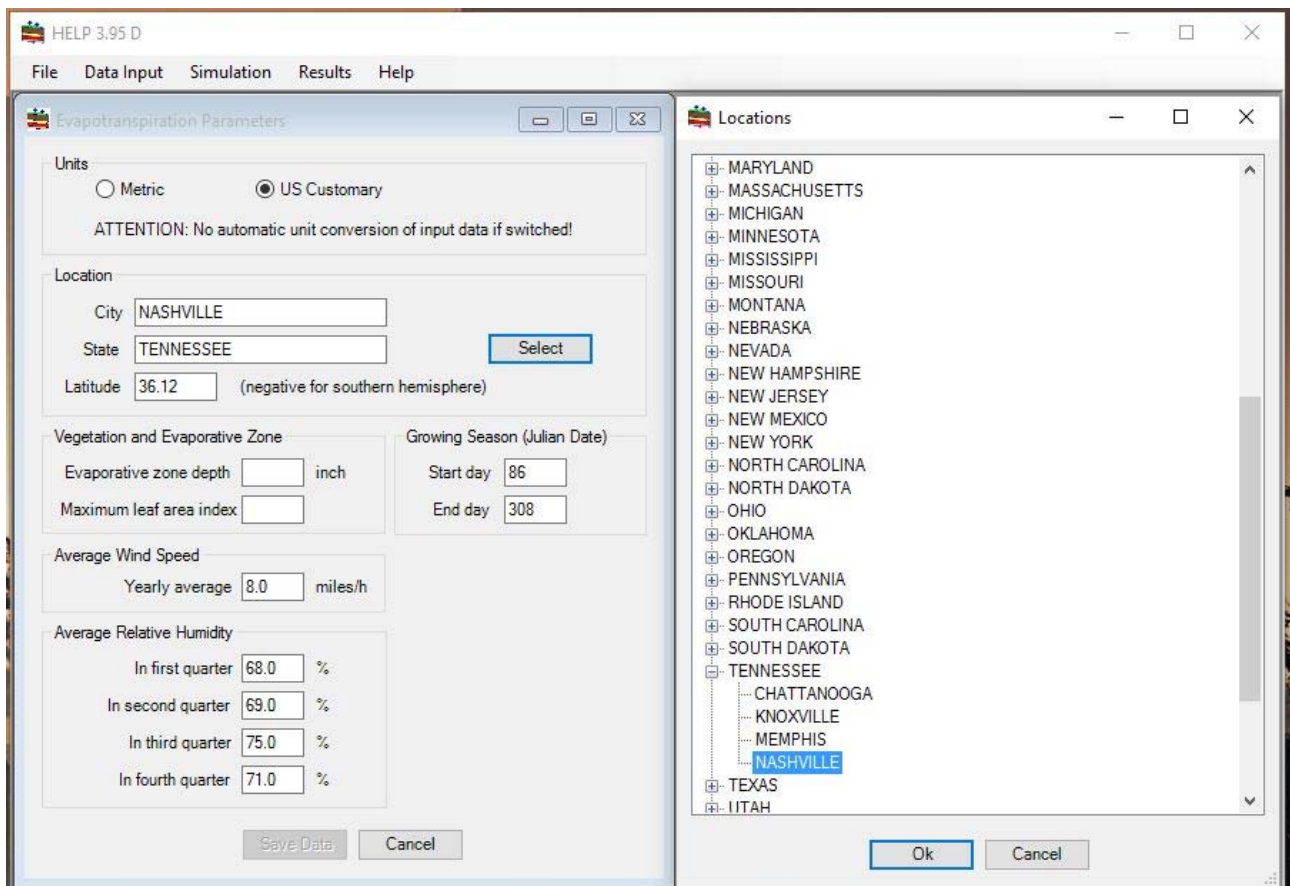 HELP 3.95 D
File Data Input Simulation Results Help
Evapotranspiration Parameters
Units
Metric US Customary
ATTENTION: No automatic unit conversion of input data if switched!
Location
City NASHVILLE
State TENNESSEE Select
Latitude 36.12 (negative for southern hemisphere)
Vegetation and Evaporative Zone
Evaporative zone depth inch
Maximum leaf area index
Growing Season (Julian Date)
Start day 86
End day 308
Average Wind Speed
Yearly average 8.0 miles/h
Average Relative Humidity
In first quarter 68.0 %
In second quarter 69.0 %
In third quarter 75.0 %
In fourth quarter 71.0 %
Save Data Cancel
Locations
MARYLAND
MASSACHUSETTS
MICHIGAN
MINNESOTA
MISSISSIPPI
MISSOURI
MONTANA
NEBRASKA
NEVADA
NEW HAMPSHIRE
NEW JERSEY
NEW MEXICO
NEW YORK
NORTH CAROLINA
NORTH DAKOTA
OHIO
OKLAHOMA
OREGON
PENNSYLVANIA
RHODE ISLAND
SOUTH CAROLINA
SOUTH DAKOTA
TENNESSEE
CHATTANOOGA
KNOXVILLE
MEMPHIS
NASHVILLE
TEXAS
UTAH
Ok Cancel